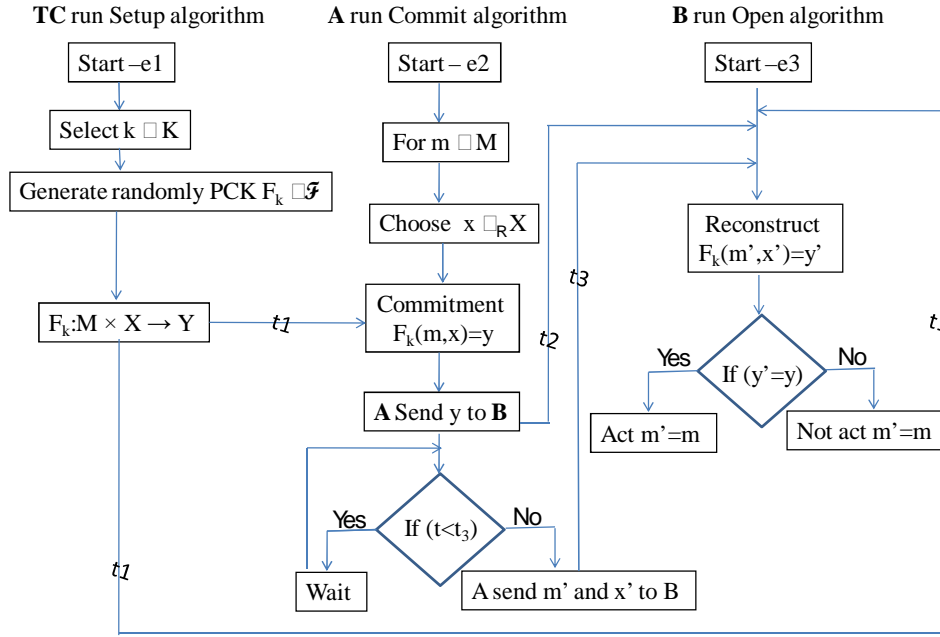 TC run Setup algorithm
Start –e1
Select k □ K
Generate randomly PCK Fk □ℱ
Fk:M × X → Y
t1
t1
A run Commit algorithm
Start – e2
For m □M
Choose x □R X
Commitment
Fk(m,x)=y
A Send y to B
If (t<t3)
Yes
No
Wait
A send m’ and x’ to B
t2
t3
B run Open algorithm
Start –e3
Reconstruct
Fk(m’,x’)=y’
If (y’=y)
Yes
No
Act m’=m
Not act m’=m